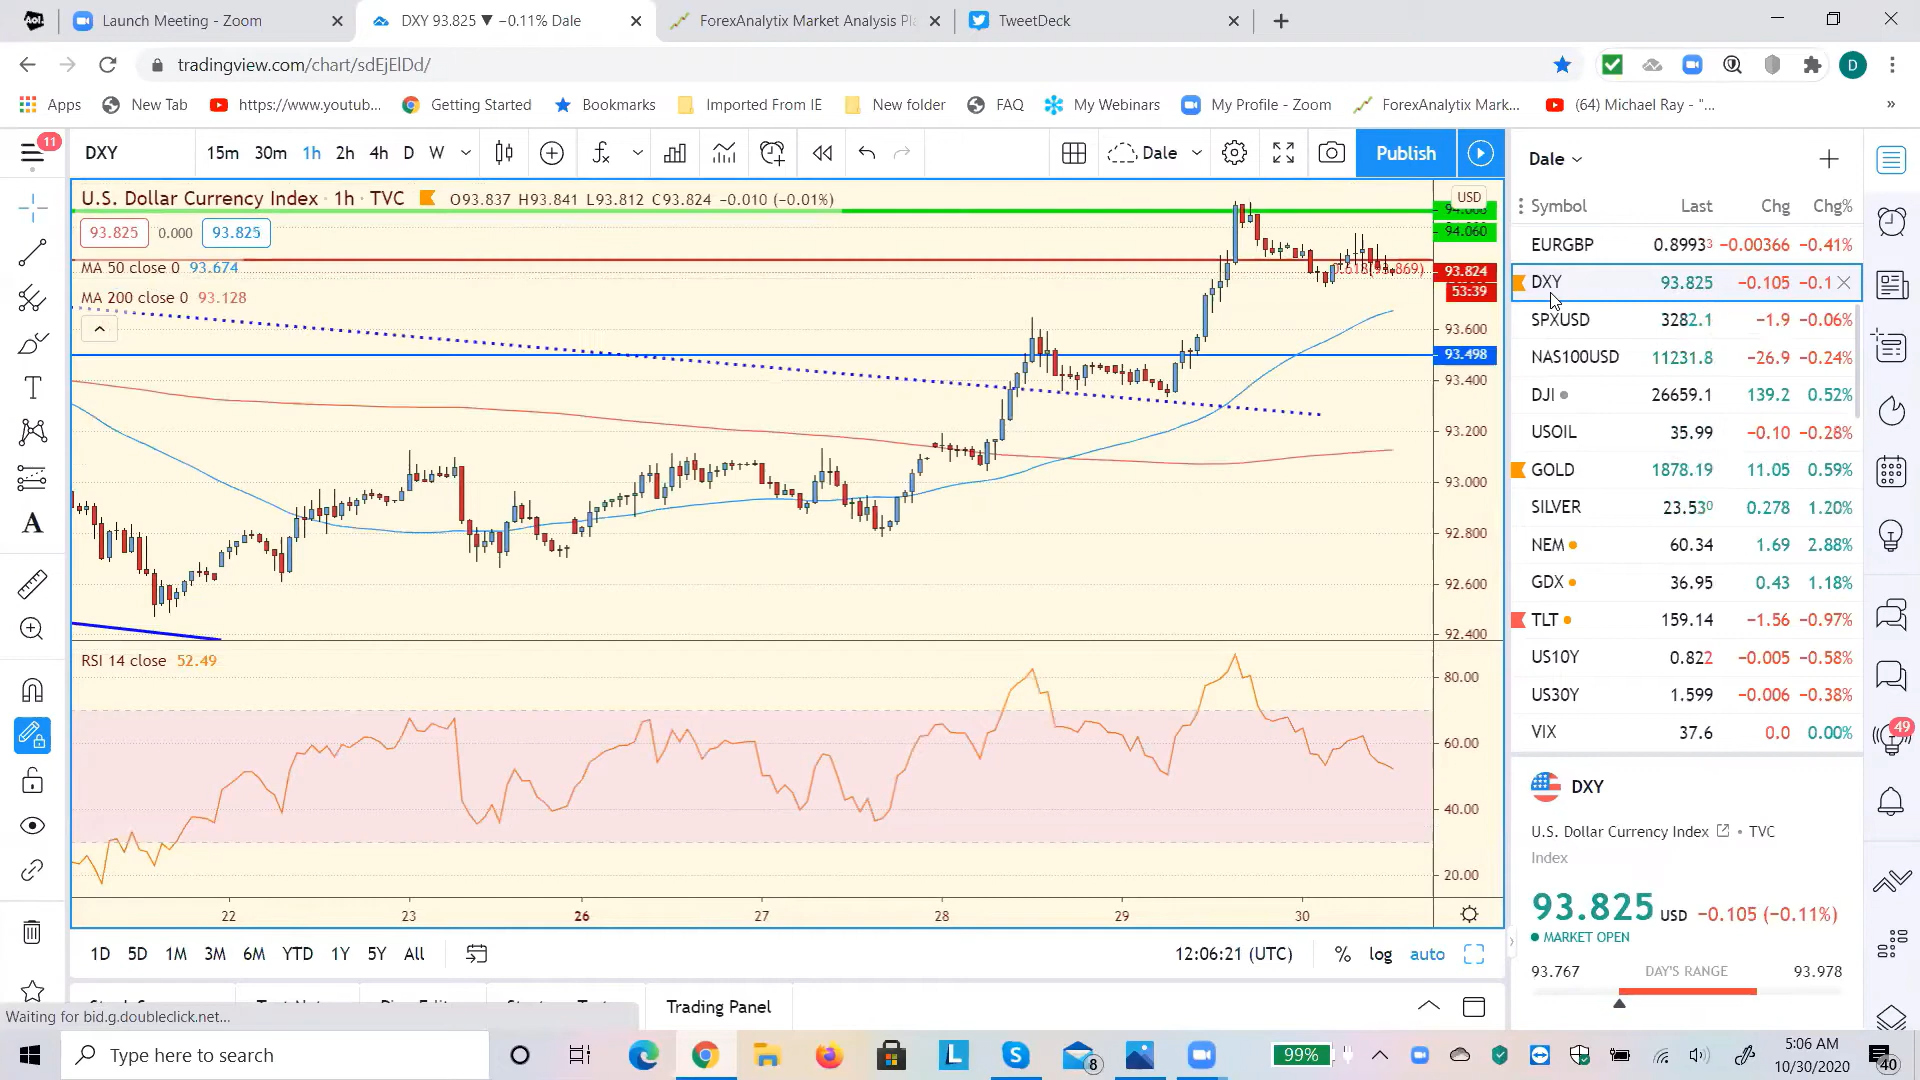 Aol.
Launch Meeting - Zoom
DXY 93.825 ▼ −0.11% Dale
ForexAnalytix Market Analysis Pl
TweetDeck
tradingview.com/chart/sdEjElDd/
D
Apps
New Tab
https://www.youtub...
Getting Started
Bookmarks
Imported From IE
New folder
FAQ
My Webinars
My Profile - Zoom
ForexAnalytix Mark...
(64) Michael Ray - "...
»
11
DXY
15m 30m 1h 2h 4h D W
Dale
Publish
U.S. Dollar Currency Index · 1h · TVC
O93.837 H93.841 L93.812 C93.824 −0.010 (−0.01%)
93.825 0.000 93.825
MA 50 close 0 93.674
MA 200 close 0 93.128
USD
94.060
0.618(93.869)
93.824
53:39
93.600
93.498
93.400
93.200
93.000
92.800
92.600
92.400
RSI 14 close 52.49
80.00
60.00
40.00
20.00
22 23 26 27 28 29 30
1D 5D 1M 3M 6M YTD 1Y 5Y All
12:06:21 (UTC)
% log auto
Trading Panel
Waiting for bid.g.doubleclick.net...
Dale
Symbol Last Chg Chg%
EURGBP 0.89933 −0.00366 −0.41%
DXY 93.825 −0.105 −0.1
SPXUSD 3282.1 −1.9 −0.06%
NAS100USD 11231.8 −26.9 −0.24%
DJI 26659.1 139.2 0.52%
USOIL 35.99 −0.10 −0.28%
GOLD 1878.19 11.05 0.59%
SILVER 23.530 0.278 1.20%
NEM 60.34 1.69 2.88%
GDX 36.95 0.43 1.18%
TLT 159.14 −1.56 −0.97%
US10Y 0.822 −0.005 −0.58%
US30Y 1.599 −0.006 −0.38%
VIX 37.6 0.0 0.00%
49
DXY
U.S. Dollar Currency Index • TVC
Index
93.825 USD −0.105 (−0.11%)
MARKET OPEN
93.767 DAY'S RANGE 93.978
Type here to search
8
99%
5:06 AM
10/30/2020
40